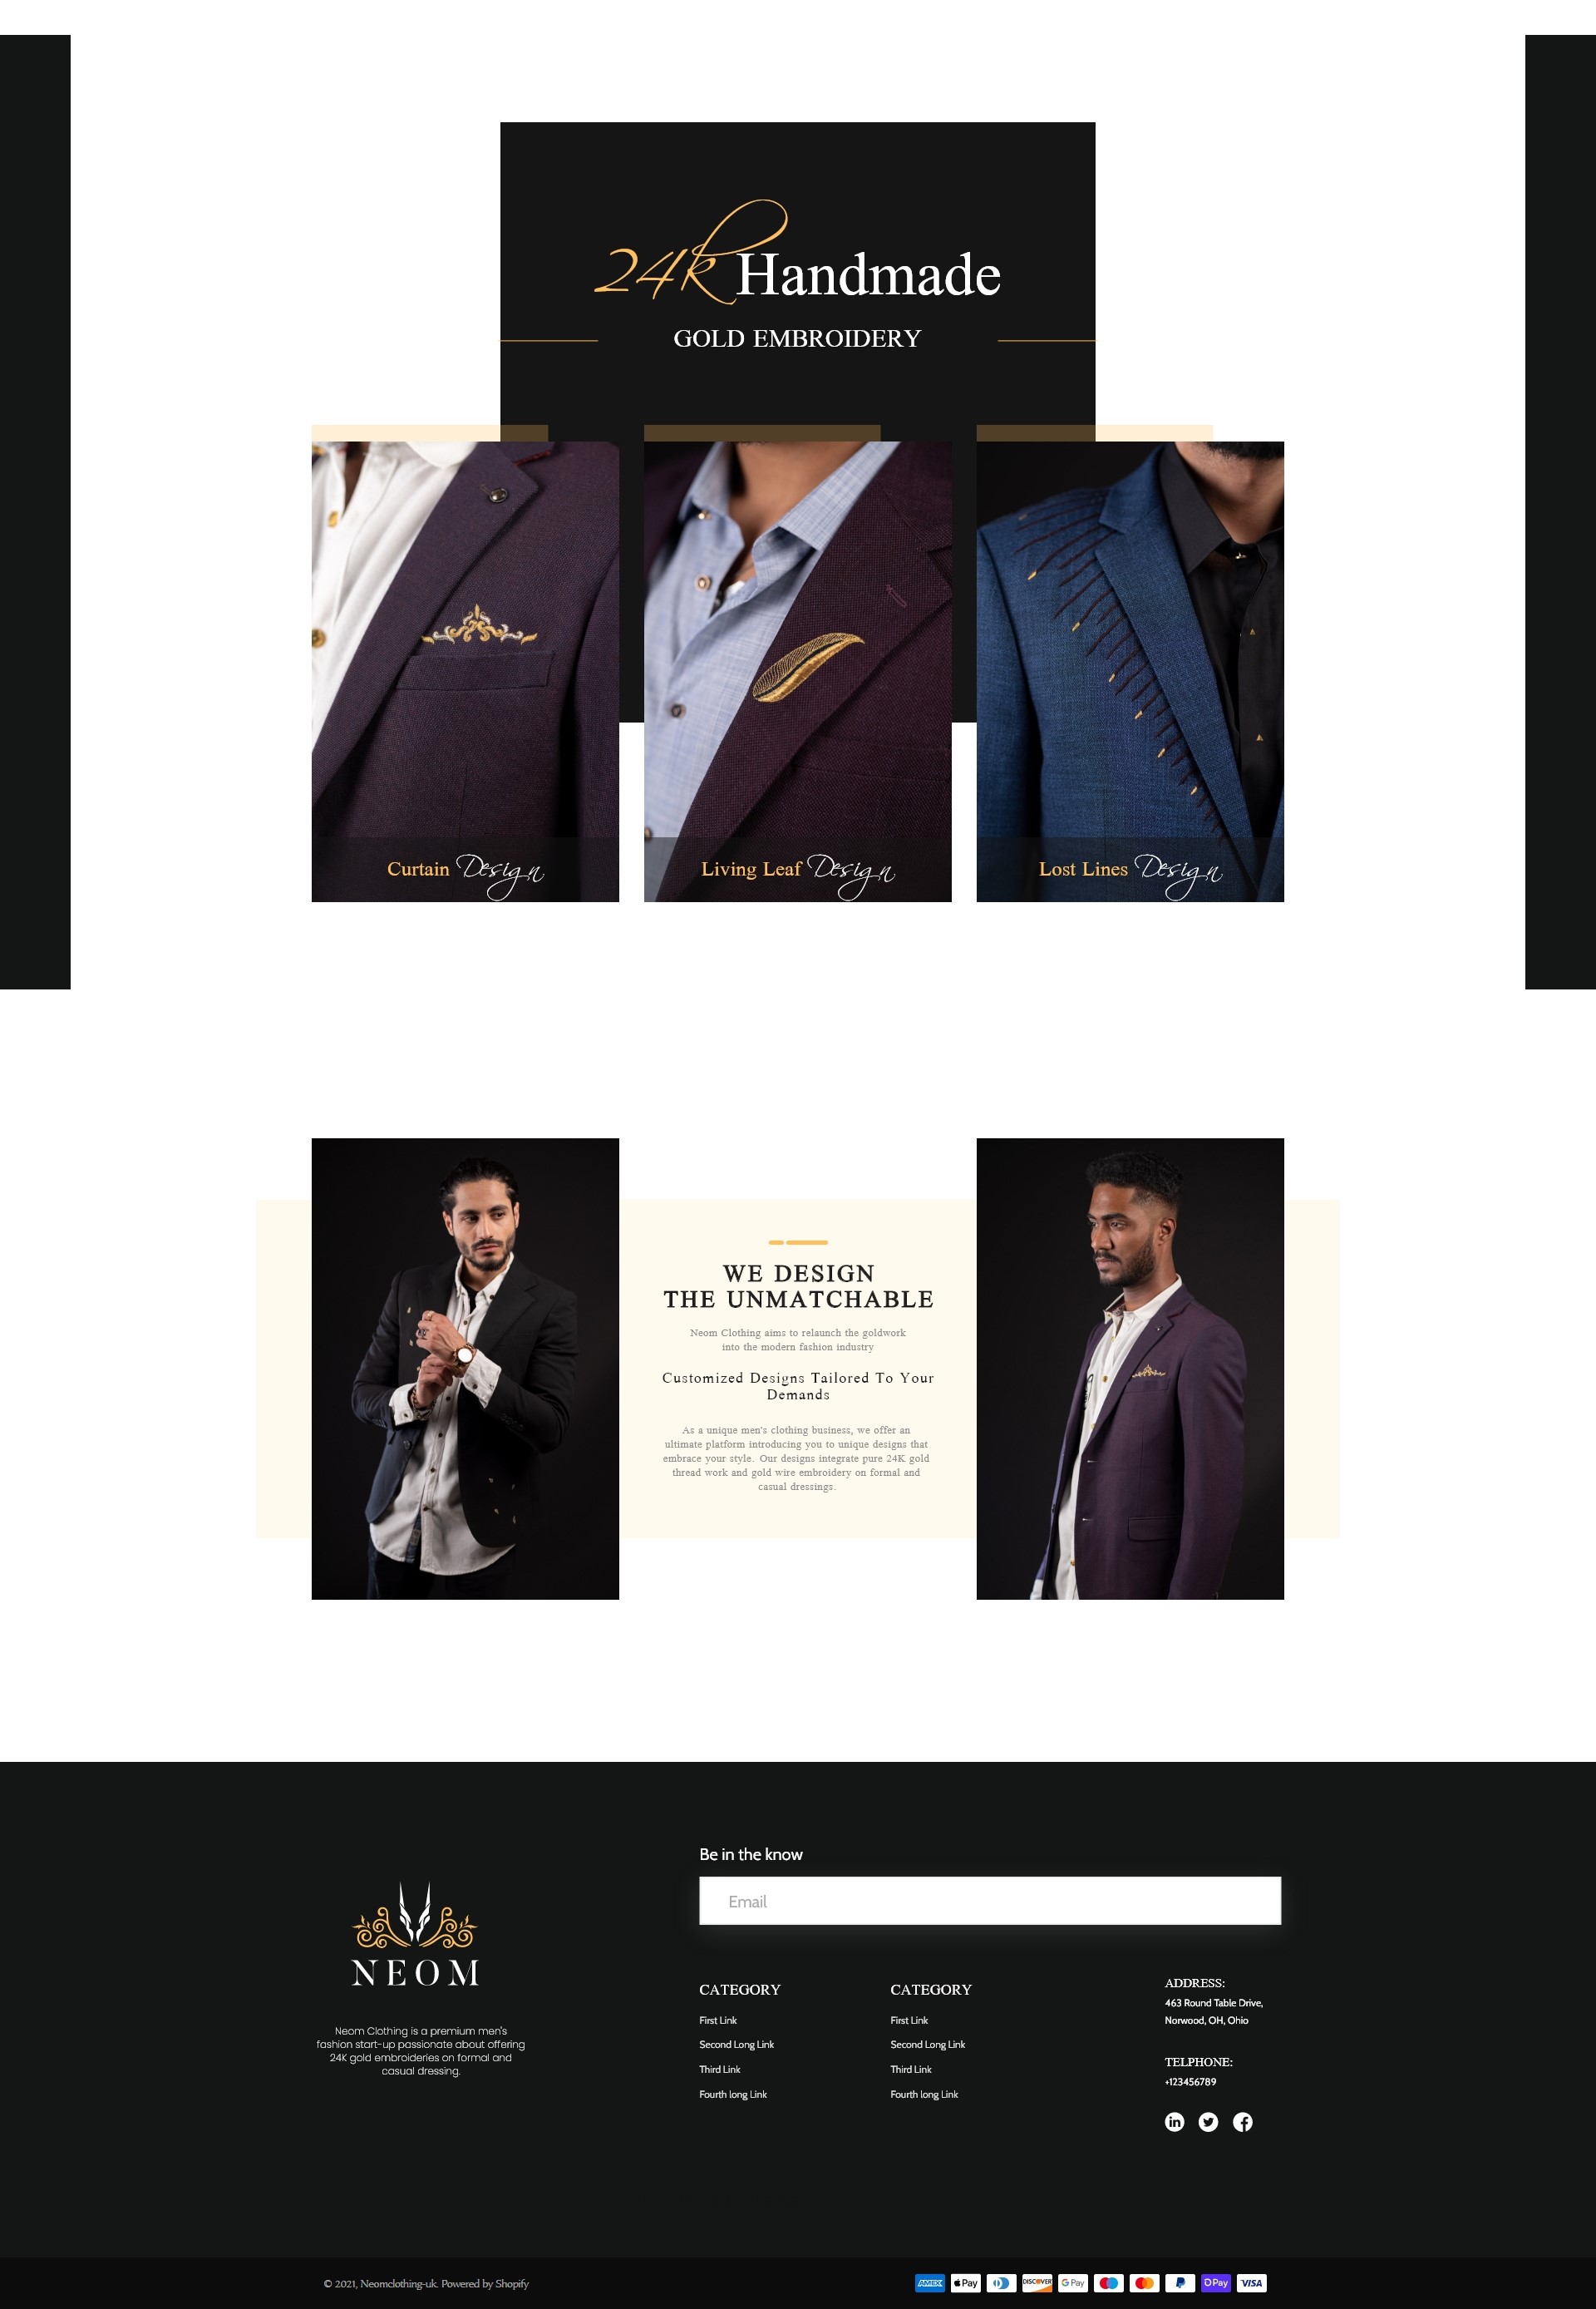 24k Handmade
GOLD EMBROIDERY
Curtain Design
Living Leaf Design
Lost Lines Design
WE DESIGN
THE UNMATCHABLE
Neom Clothing aims to relaunch the goldwork
into the modern fashion industry
Customized Designs Tailored To Your
Demands
As a unique men's clothing business, we offer an
ultimate platform introducing you to unique designs that
embrace your style. Our designs integrate pure 24K gold
thread work and gold wire embroidery on formal and
casual dressings.
NEOM
Neom Clothing is a premium men's
fashion start-up passionate about offering
24K gold embroideries on formal and
casual dressing.
Be in the know
Email
CATEGORY
First Link
Second Long Link
Third Link
Fourth long Link
CATEGORY
First Link
Second Long Link
Third Link
Fourth long Link
ADDRESS:
463 Round Table Drive,
Norwood, OH, Ohio
TELPHONE:
+123456789
in
© 2021, Neomclothing-uk. Powered by Shopify
AMEX Pay DISCOVER G Pay Pay VISA